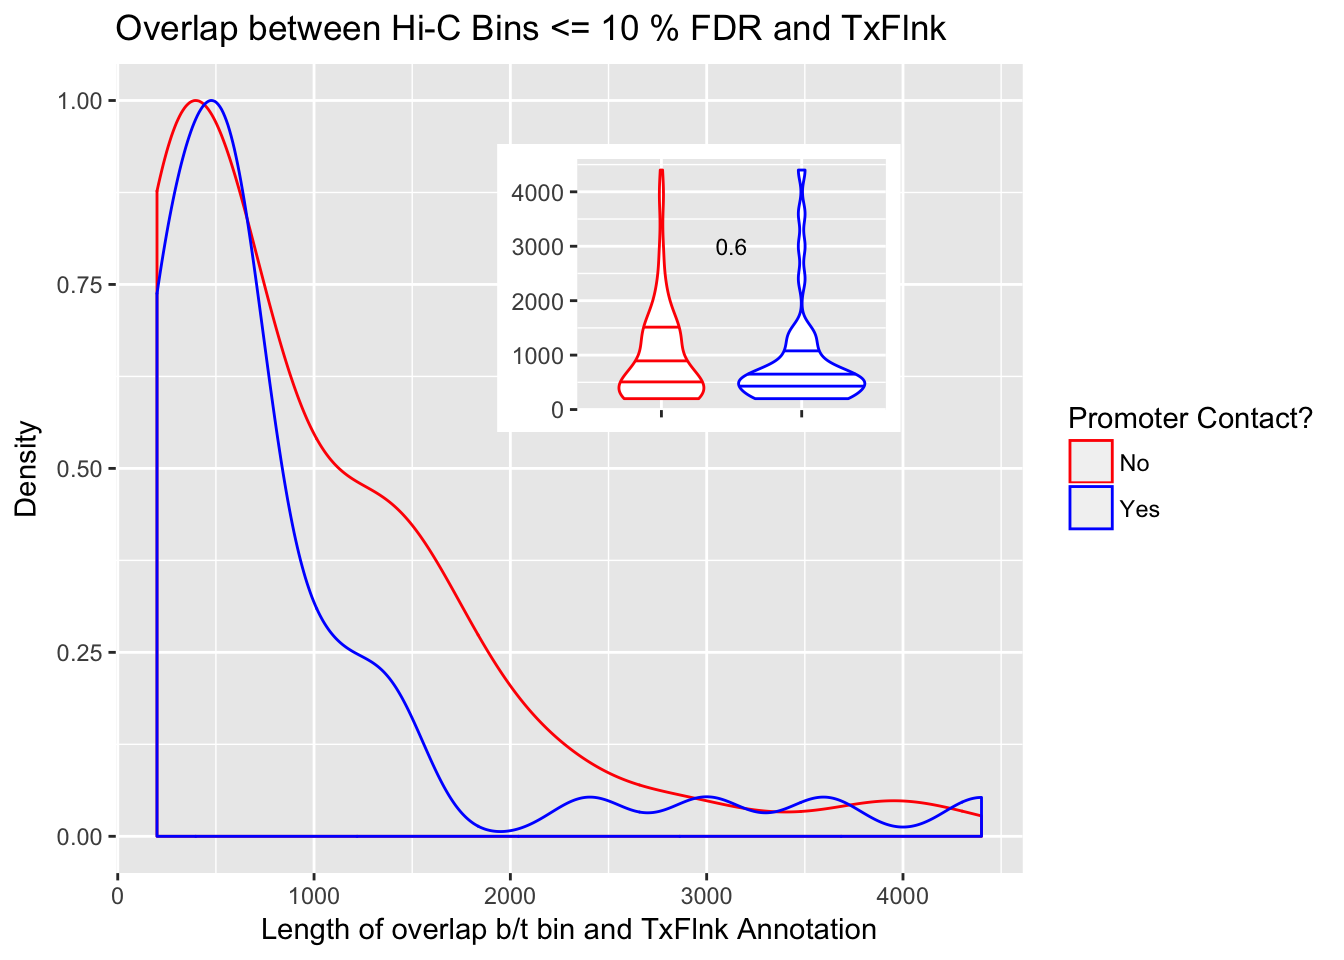 Overlap between Hi-C Bins <= 10 % FDR and TxFlnk
Density
1.00
0.75
0.50
0.25
0.00
0
1000
2000
3000
4000
Length of overlap b/t bin and TxFlnk Annotation
4000
3000
2000
1000
0
0.6
Promoter Contact?
No
Yes